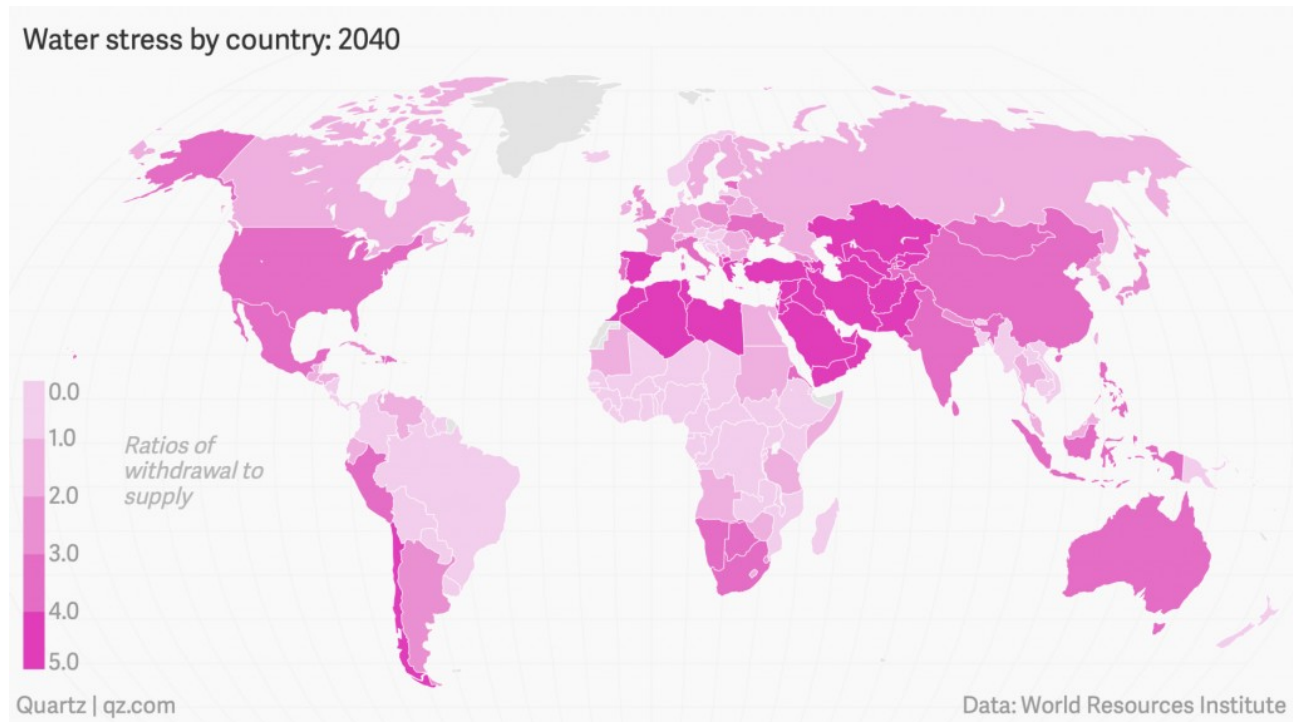 Water stress by country: 2040
0.0
1.0
2.0
3.0
4.0
5.0
Ratios of
withdrawal to
supply
Quartz | qz.com
Data: World Resources Institute